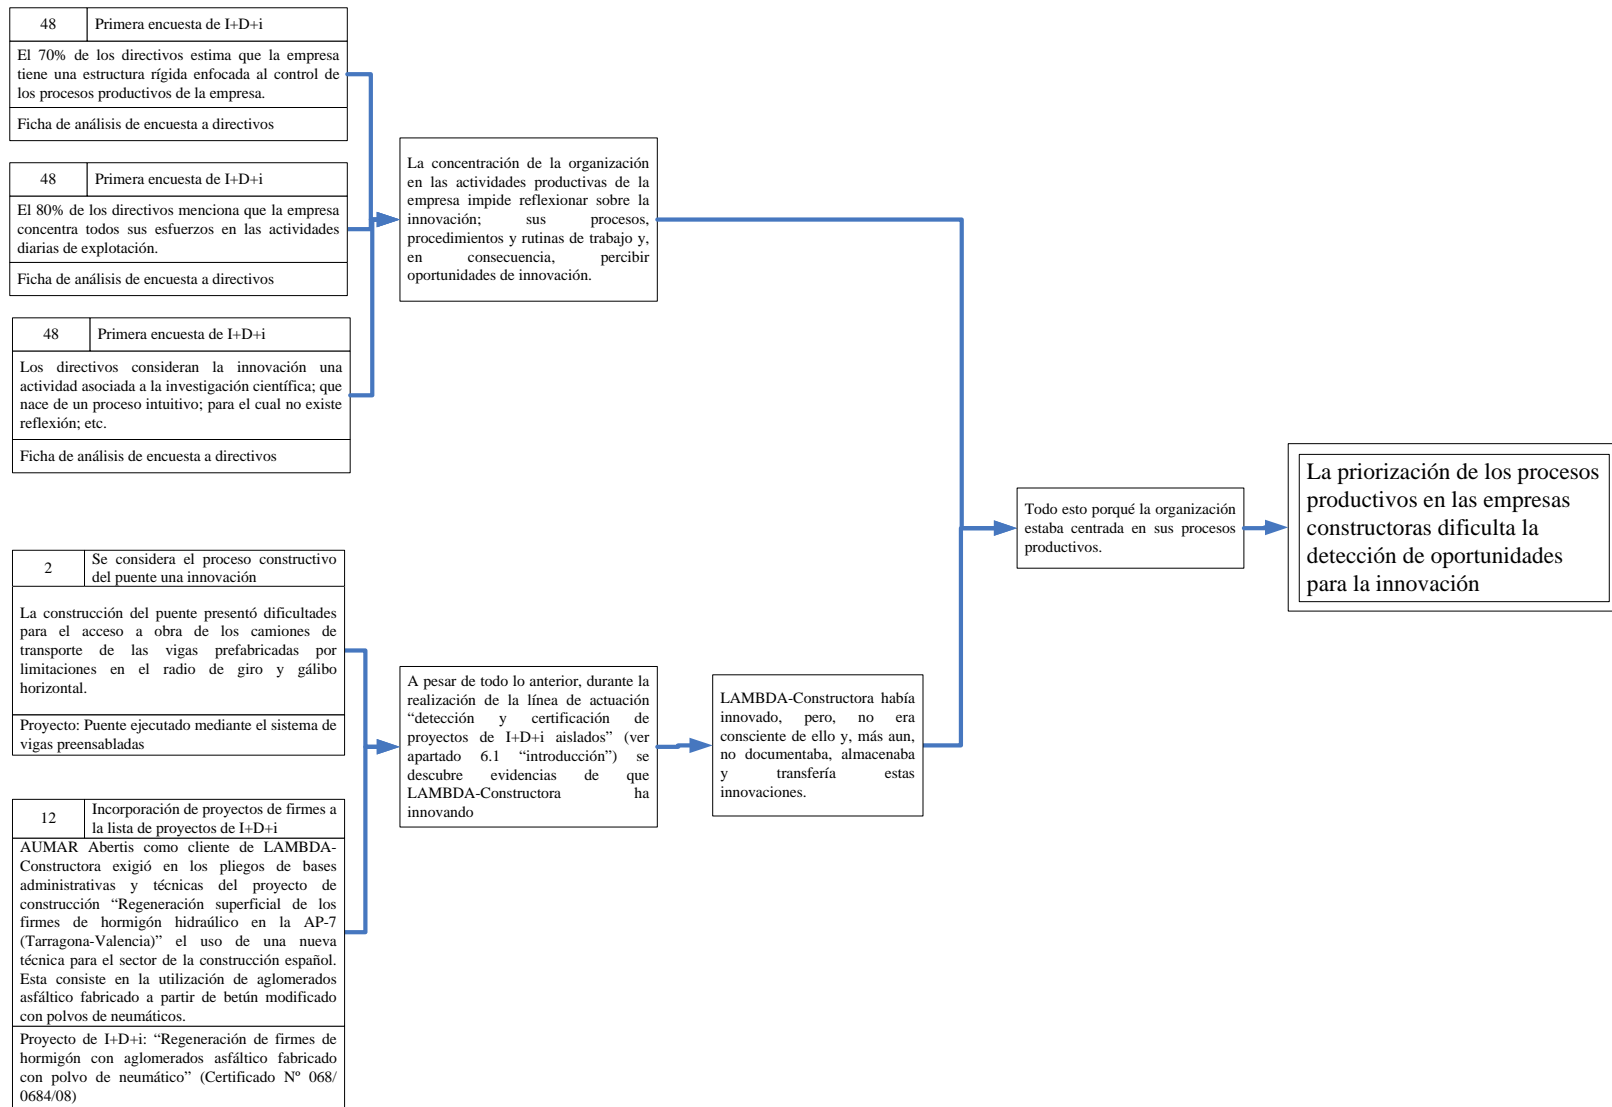 48
Primera encuesta de I+D+i
El 70% de los directivos estima que la empresa
tiene una estructura rígida enfocada al control de
los procesos productivos de la empresa.
Ficha de análisis de encuesta a directivos
48
Primera encuesta de I+D+i
El 80% de los directivos menciona que la empresa
concentra todos sus esfuerzos en las actividades
diarias de explotación.
Ficha de análisis de encuesta a directivos
48
Primera encuesta de I+D+i
Los directivos consideran la innovación una
actividad asociada a la investigación científica; que
nace de un proceso intuitivo; para el cual no existe
reflexión; etc.
Ficha de análisis de encuesta a directivos
La concentración de la organización
en las actividades productivas de la
empresa impide reflexionar sobre la
innovación; sus procesos,
procedimientos y rutinas de trabajo y,
en consecuencia, percibir
oportunidades de innovación.
2
Se considera el proceso constructivo
del puente una innovación
La construcción del puente presentó dificultades
para el acceso a obra de los camiones de
transporte de las vigas prefabricadas por
limitaciones en el radio de giro y gálibo
horizontal.
Proyecto: Puente ejecutado mediante el sistema de
vigas preensabladas
12
Incorporación de proyectos de firmes a
la lista de proyectos de I+D+i
AUMAR Abertis como cliente de LAMBDA-
Constructora exigió en los pliegos de bases
administrativas y técnicas del proyecto de
construcción “Regeneración superficial de los
firmes de hormigón hidraúlico en la AP-7
(Tarragona-Valencia)” el uso de una nueva
técnica para el sector de la construcción español.
Esta consiste en la utilización de aglomerados
asfáltico fabricado a partir de betún modificado
con polvos de neumáticos.
Proyecto de I+D+i: “Regeneración de firmes de
hormigón con aglomerados asfáltico fabricado
con polvo de neumático” (Certificado Nº 068/
0684/08)
A pesar de todo lo anterior, durante la
realización de la línea de actuación
“detección y certificación de
proyectos de I+D+i aislados” (ver
apartado 6.1 “introducción”) se
descubre evidencias de que
LAMBDA-Constructora ha
innovando
LAMBDA-Constructora había
innovado, pero, no era
consciente de ello y, más aun,
no documentaba, almacenaba
y transfería estas
innovaciones.
Todo esto porqué la organización
estaba centrada en sus procesos
productivos.
La priorización de los procesos
productivos en las empresas
constructoras dificulta la
detección de oportunidades
para la innovación